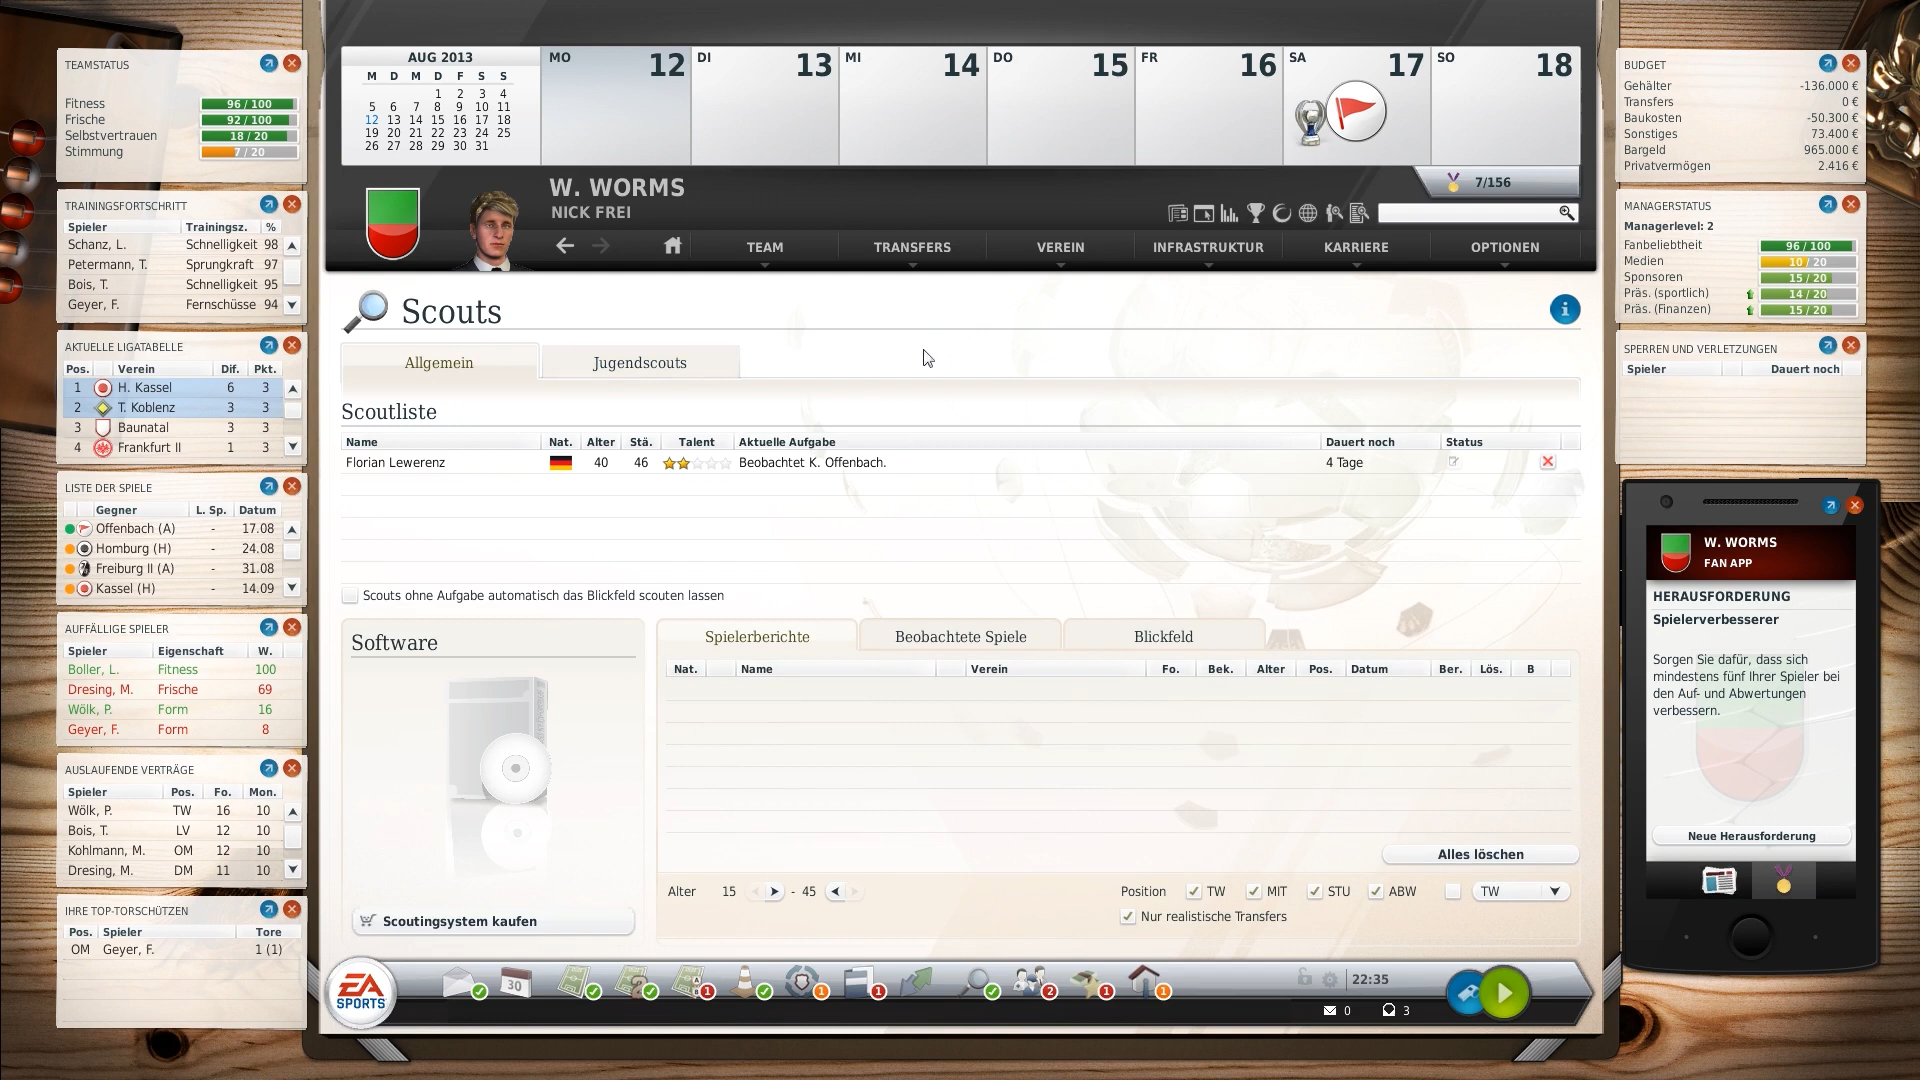 TEAMSTATUS
Fitness 96 / 100
Frische 92 / 100
Selbstvertrauen 18 / 20
Stimmung 7 / 20
TRAININGSFORTSCHRITT
Spieler Trainingsz. %
Schanz, L. Schnelligkeit 98
Petermann, T. Sprungkraft 97
Bois, T. Schnelligkeit 95
Geyer, F. Fernschüsse 94
AKTUELLE LIGATABELLE
Pos. Verein Dif. Pkt.
1 H. Kassel 6 3
2 T. Koblenz 3 3
3 Baunatal 3 3
4 Frankfurt II 1 3
LISTE DER SPIELE
Gegner L. Sp. Datum
Offenbach (A) - 17.08
Homburg (H) - 24.08
Freiburg II (A) - 31.08
Kassel (H) - 14.09
AUFFÄLLIGE SPIELER
Spieler Eigenschaft W.
Boller, L. Fitness 100
Dresing, M. Frische 69
Wölk, P. Form 16
Geyer, F. Form 8
AUSLAUFENDE VERTRÄGE
Spieler Pos. Fo. Mon.
Wölk, P. TW 16 10
Bois, T. LV 12 10
Kohlmann, M. OM 12 10
Dresing, M. DM 11 10
IHRE TOP-TORSCHÜTZEN
Pos. Spieler Tore
OM Geyer, F. 1 (1)
AUG 2013
M D M D F S S
1 2 3 4
5 6 7 8 9 10 11
12 13 14 15 16 17 18
19 20 21 22 23 24 25
26 27 28 29 30 31
MO 12 DI 13 MI 14 DO 15 FR 16 SA 17 SO 18
7/156
W. WORMS
NICK FREI
TEAM TRANSFERS VEREIN INFRASTRUKTUR KARRIERE OPTIONEN
Scouts
i
Allgemein Jugendscouts
Scoutliste
Name Nat. Alter Stä. Talent Aktuelle Aufgabe Dauert noch Status
Florian Lewerenz 40 46 Beobachtet K. Offenbach. 4 Tage
Scouts ohne Aufgabe automatisch das Blickfeld scouten lassen
Software
Scoutingsystem kaufen
Spielerberichte Beobachtete Spiele Blickfeld
Nat. Name Verein Fo. Bek. Alter Pos. Datum Ber. Lös. B
Alles löschen
Alter 15 - 45 Position TW MIT STU ABW TW
Nur realistische Transfers
EA SPORTS
30
1 1 1 2 1 1
22:35
0 3
BUDGET
Gehälter -136.000 €
Transfers 0 €
Baukosten -50.300 €
Sonstiges 73.400 €
Bargeld 965.000 €
Privatvermögen 2.416 €
MANAGERSTATUS
Managerlevel: 2
Fanbeliebtheit 96 / 100
Medien 10 / 20
Sponsoren 15 / 20
Präs. (sportlich) 14 / 20
Präs. (Finanzen) 15 / 20
SPERREN UND VERLETZUNGEN
Spieler Dauert noch
W. WORMS
FAN APP
HERAUSFORDERUNG
Spielerverbesserer
Sorgen Sie dafür, dass sich
mindestens fünf Ihrer Spieler bei
den Auf- und Abwertungen
verbessern.
Neue Herausforderung